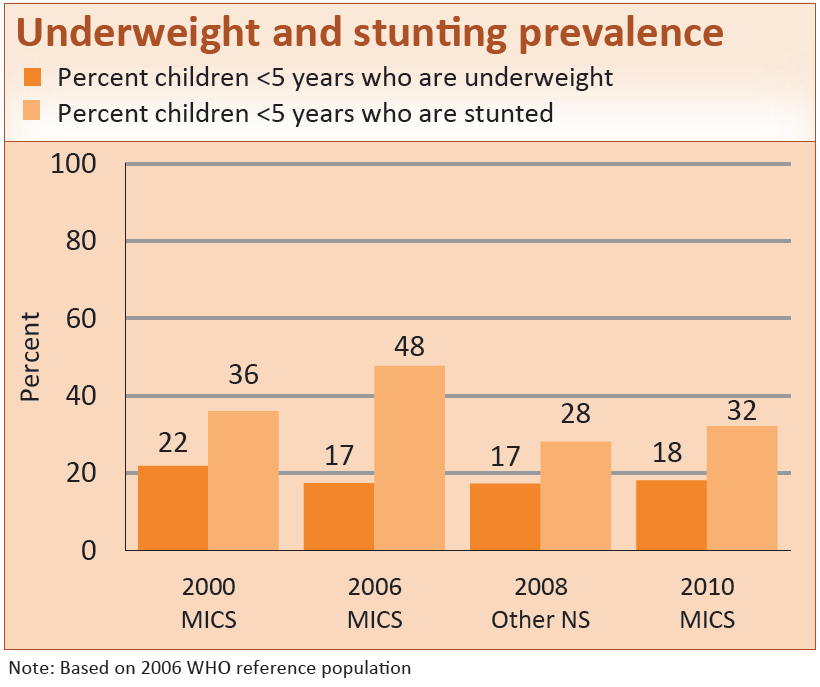 Underweight and stunting prevalence
Percent children <5 years who are underweight
Percent children <5 years who are stunted
100
80
60
40
20
0
Percent
22
36
17
48
17
28
18
32
2000
MICS
2006
MICS
2008
Other NS
2010
MICS
Note: Based on 2006 WHO reference population